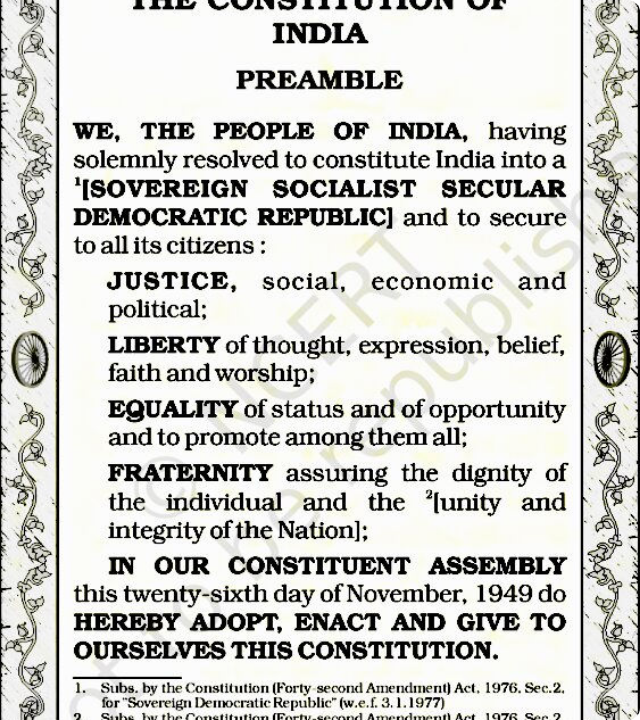 THE CONSTITUTION OF
INDIA
PREAMBLE
WE, THE PEOPLE OF INDIA, having
solemnly resolved to constitute India into a
¹[SOVEREIGN SOCIALIST SECULAR
DEMOCRATIC REPUBLIC] and to secure
to all its citizens :
JUSTICE, social, economic and
political;
LIBERTY of thought, expression, belief,
faith and worship;
EQUALITY of status and of opportunity
and to promote among them all;
FRATERNITY assuring the dignity of
the individual and the ²[unity and
integrity of the Nation];
IN OUR CONSTITUENT ASSEMBLY
this twenty-sixth day of November, 1949 do
HEREBY ADOPT, ENACT AND GIVE TO
OURSELVES THIS CONSTITUTION.
1. Subs. by the Constitution (Forty-second Amendment) Act, 1976, Sec.2,
for "Sovereign Democratic Republic" (w.e.f. 3.1.1977)
2. Subs. by the Constitution (Forty-second Amendment) Act, 1976, Sec.2,
© NCERT
not to be republished